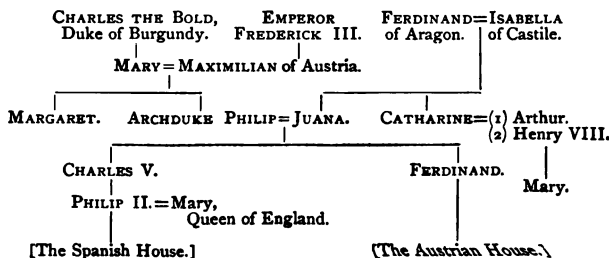 CHARLES THE BOLD, EMPEROR FERDINAND=ISABELLA
Duke of Burgundy. FREDERICK III. of Aragon. of Castile.
MARY=MAXIMILIAN of Austria.
MARGARET. ARCHDUKE PHILIP=JUANA. CATHARINE=(1) Arthur.
(2) Henry VIII.
CHARLES V. FERDINAND.
Mary.
PHILIP II.=Mary,
Queen of England.
[The Spanish House.] [The Austrian House.]